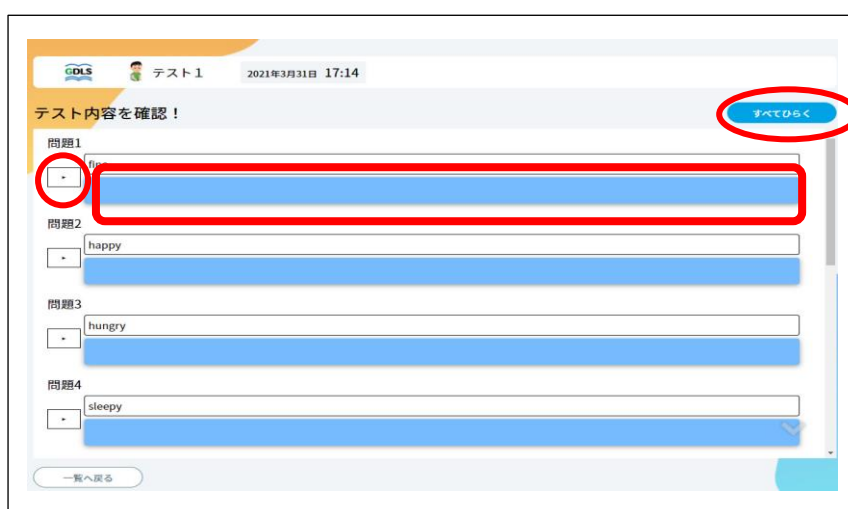 GDLS テスト1 2021年3月31日 17:14
テスト内容を確認！
すべてひらく
問題1
問題2
happy
問題3
hungry
問題4
sleepy
一覧へ戻る